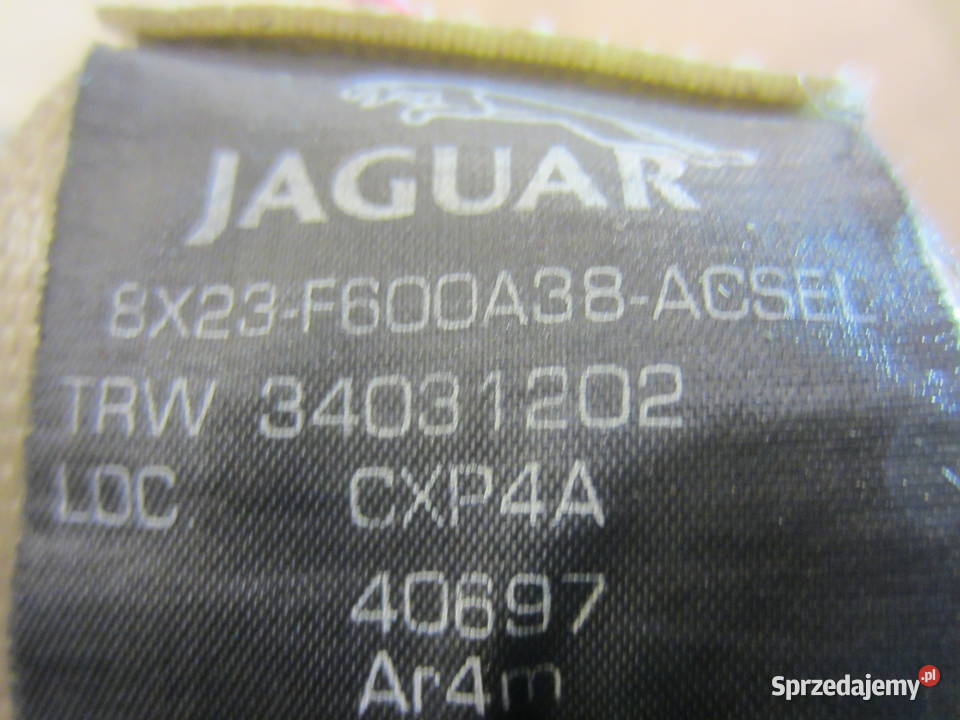 JAGUAR
8X23-F600A38-ACSEL
TRW 34031202
LOC. CXP4A
40697
Ar4m
Sprzedajemy.pl